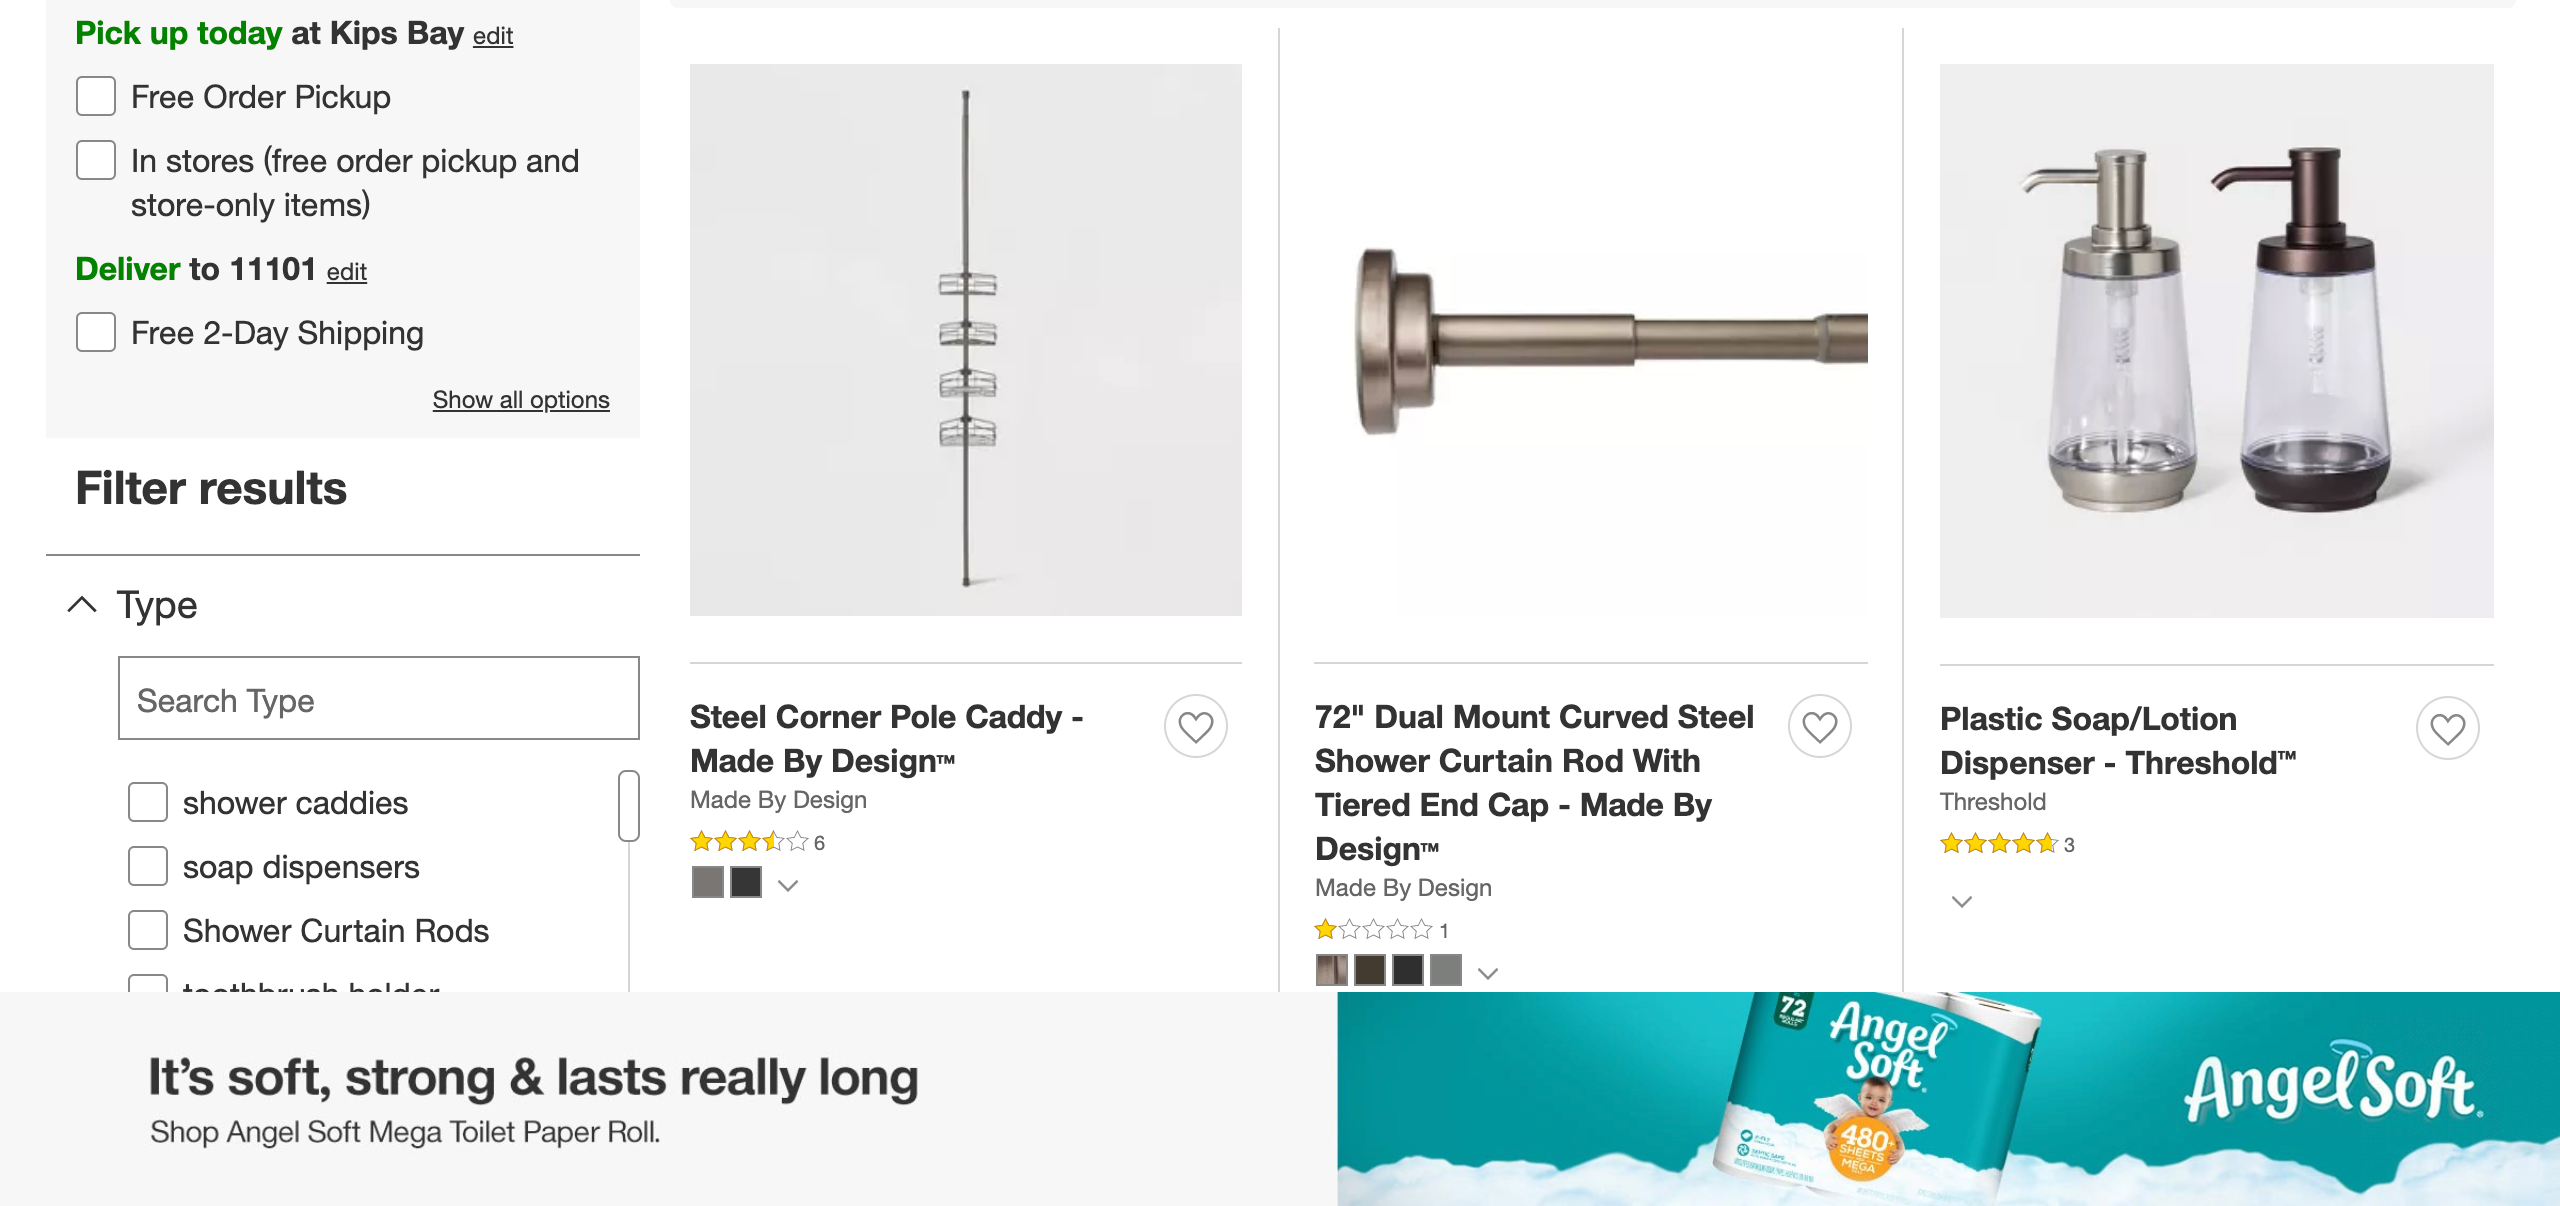 Pick up today at Kips Bay edit
Free Order Pickup
In stores (free order pickup and
store-only items)
Deliver to 11101 edit
Free 2-Day Shipping
Show all options
Filter results
Type
Search Type
shower caddies
soap dispensers
Shower Curtain Rods
Steel Corner Pole Caddy -
Made By Design™
Made By Design
6
72" Dual Mount Curved Steel
Shower Curtain Rod With
Tiered End Cap - Made By
Design™
Made By Design
1
Plastic Soap/Lotion
Dispenser - Threshold™
Threshold
3
It's soft, strong & lasts really long
Shop Angel Soft Mega Toilet Paper Roll.
72
Angel
Soft.
480+
SHEETS
MEGA
Angel Soft.